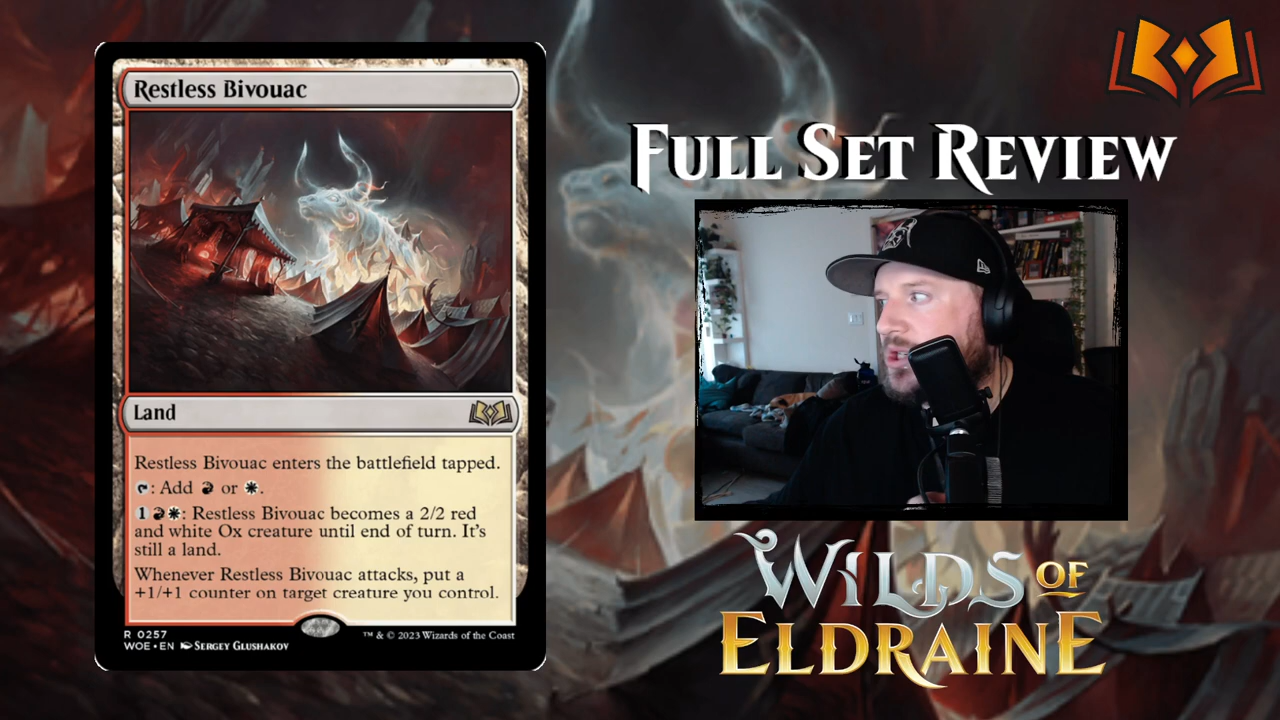 Restless Bivouac
Land
Restless Bivouac enters the battlefield tapped.
: Add or .
1 : Restless Bivouac becomes a 2/2 red
and white Ox creature until end of turn. It's
still a land.
Whenever Restless Bivouac attacks, put a
+1/+1 counter on target creature you control.
R 0257
WOE • EN SERGEY GLUSHAKOV
™ & © 2023 Wizards of the Coast
FULL SET REVIEW
WILDS OF
ELDRAINE